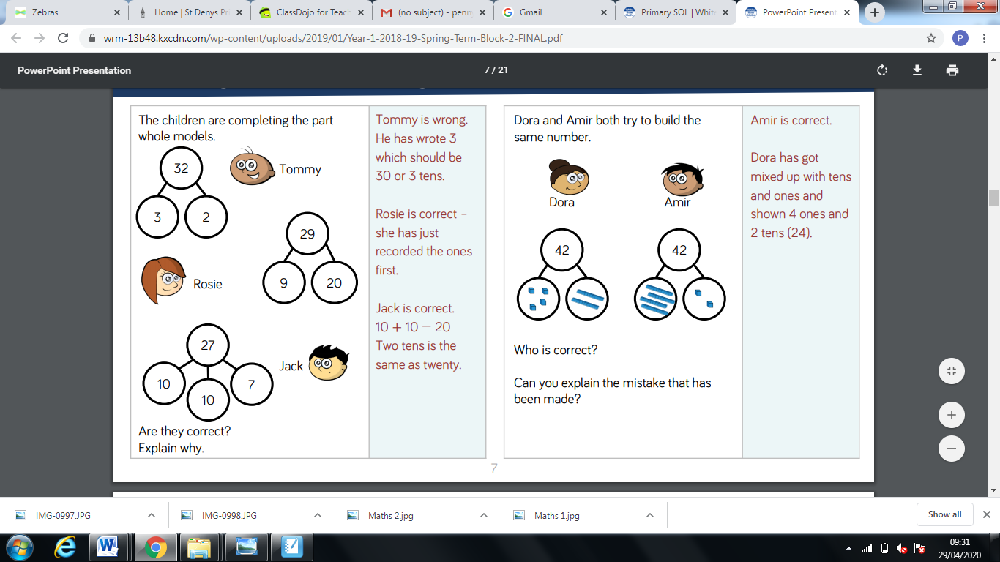 Zebras
Home | St Denys Pr
ClassDojo for Teach
(no subject) - penn
Gmail
Primary SOL | Whit
PowerPoint Present
P
wrm-13b48.kxcdn.com/wp-content/uploads/2019/01/Year-1-2018-19-Spring-Term-Block-2-FINAL.pdf
PowerPoint Presentation
7 / 21
The children are completing the part
whole models.
32
3
2
Tommy
29
9
20
Rosie
27
10
10
7
Jack
Are they correct?
Explain why.
Tommy is wrong.
He has wrote 3
which should be
30 or 3 tens.
Rosie is correct –
she has just
recorded the ones
first.
Jack is correct.
10 + 10 = 20
Two tens is the
same as twenty.
Dora and Amir both try to build the
same number.
Dora
Amir
42
42
Who is correct?
Can you explain the mistake that has
been made?
Amir is correct.
Dora has got
mixed up with tens
and ones and
shown 4 ones and
2 tens (24).
7
IMG-0997.JPG
IMG-0998.JPG
Maths 2.jpg
Maths 1.jpg
Show all
09:31
29/04/2020